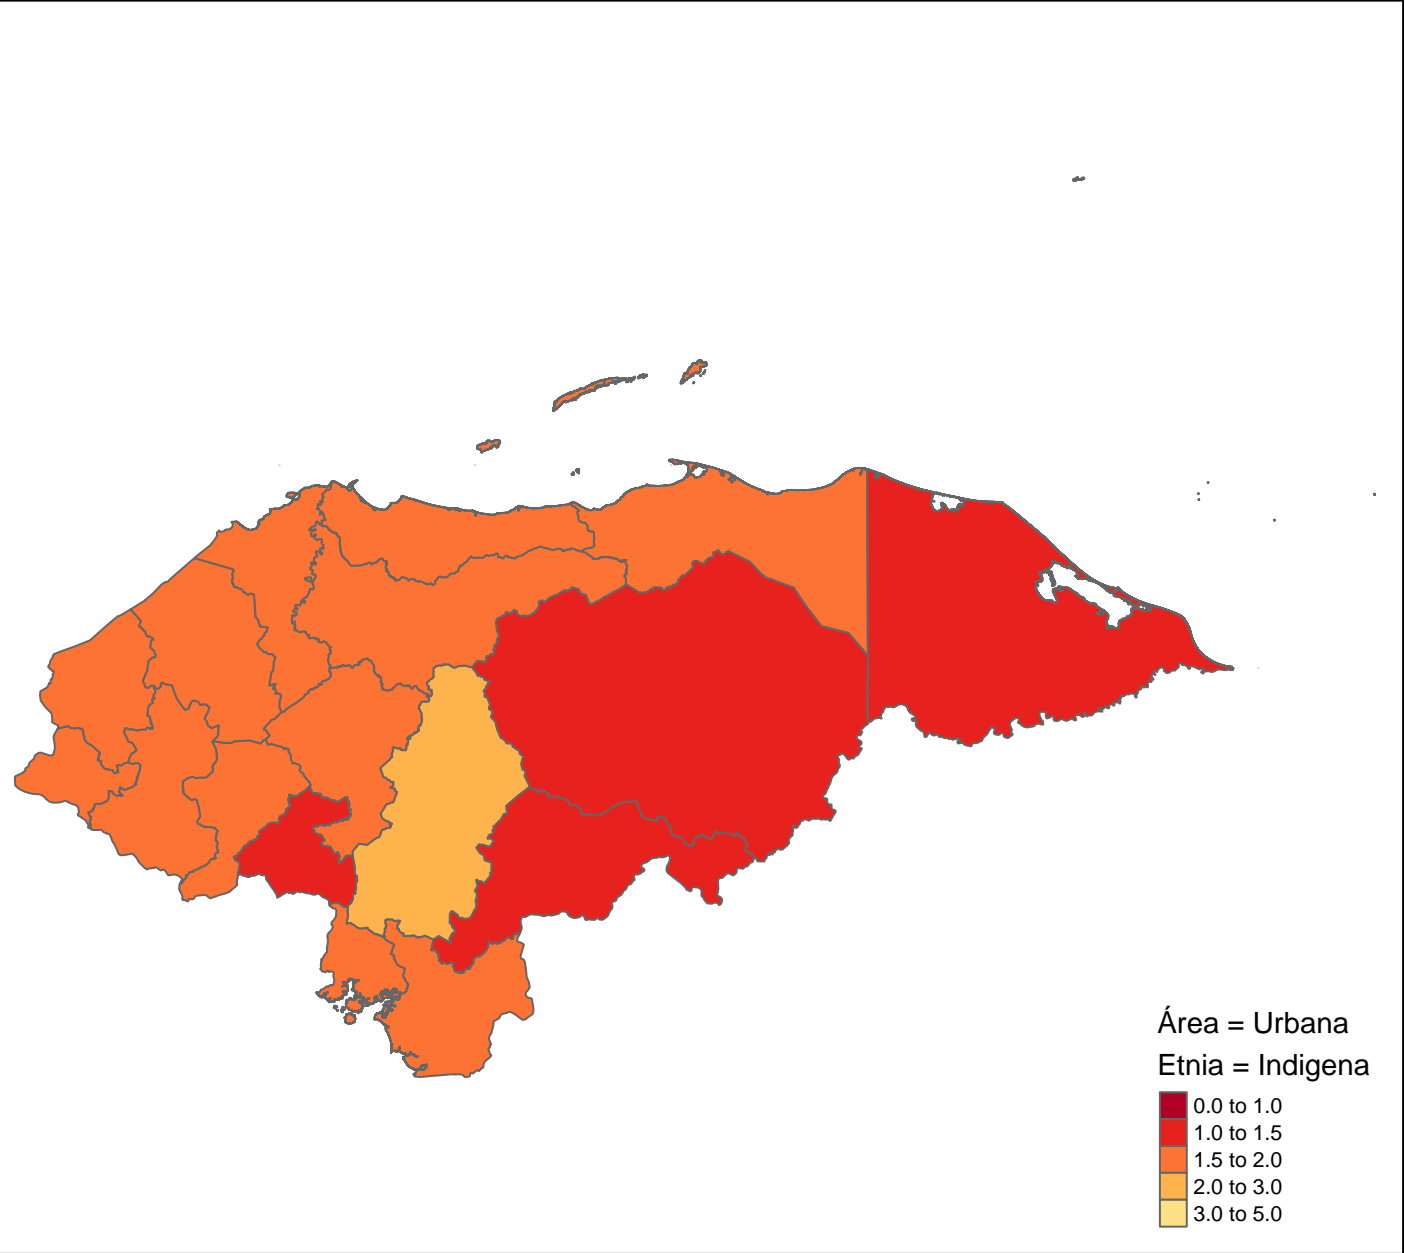 Área = Urbana
Etnia = Indigena
0.0 to 1.0
1.0 to 1.5
1.5 to 2.0
2.0 to 3.0
3.0 to 5.0